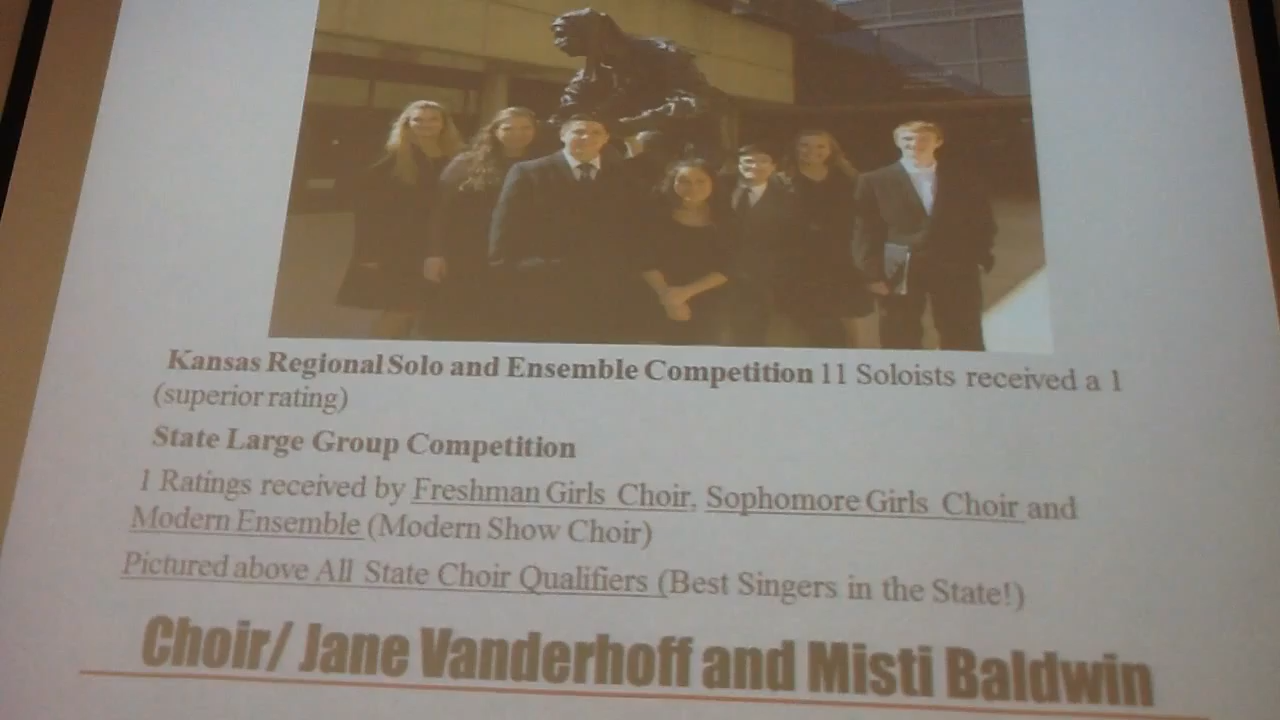 Kansas Regional Solo and Ensemble Competition 11 Soloists received a 1
(superior rating)
State Large Group Competition
1 Ratings received by Freshman Girls Choir, Sophomore Girls Choir and
Modern Ensemble (Modern Show Choir)
Pictured above All State Choir Qualifiers (Best Singers in the State!)
Choir/ Jane Vanderhoff and Misti Baldwin